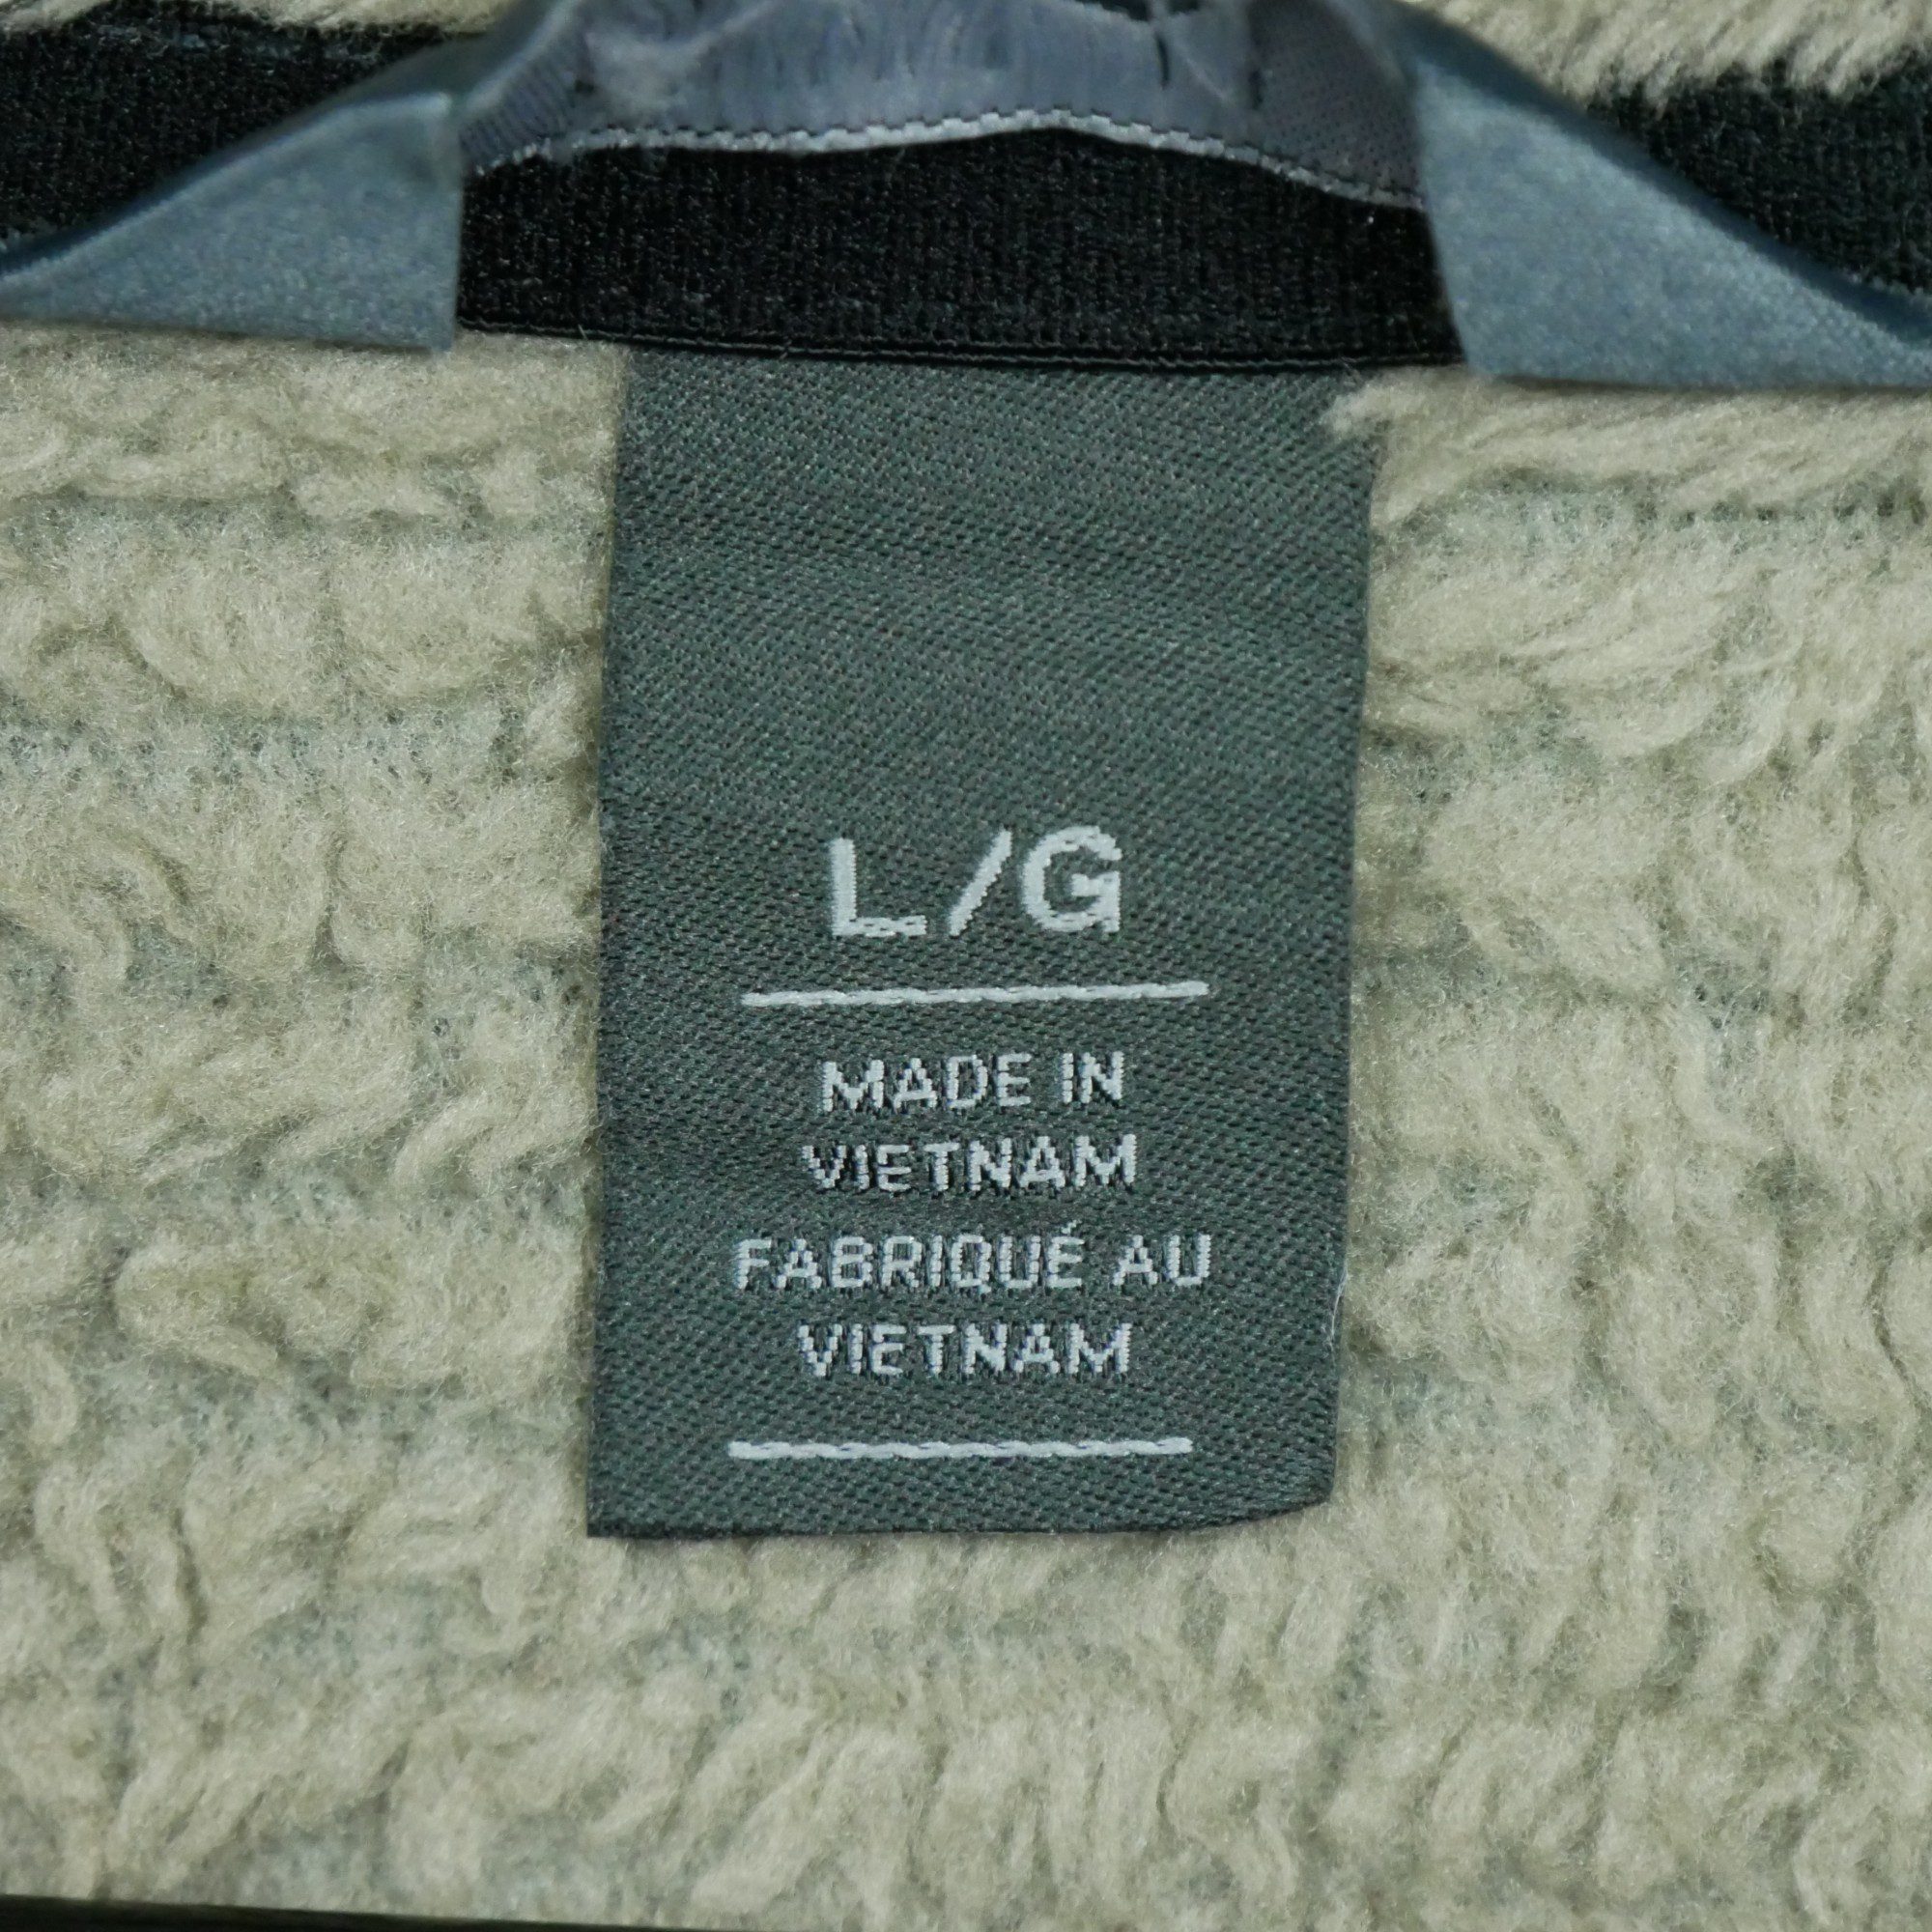 L/G
MADE IN
VIETNAM
FABRIQUÉ AU
VIETNAM